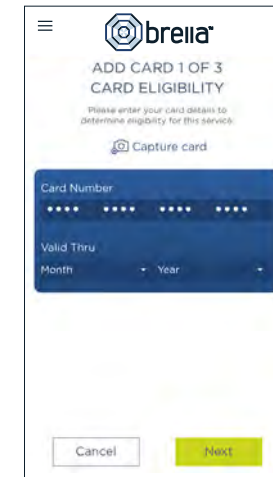 brella™
ADD CARD 1 OF 3
CARD ELIGIBILITY
Please enter your card details to
determine eligibility for this service.
Capture card
Card Number
•••• •••• •••• ••••
Valid Thru
Month Year
Cancel Next